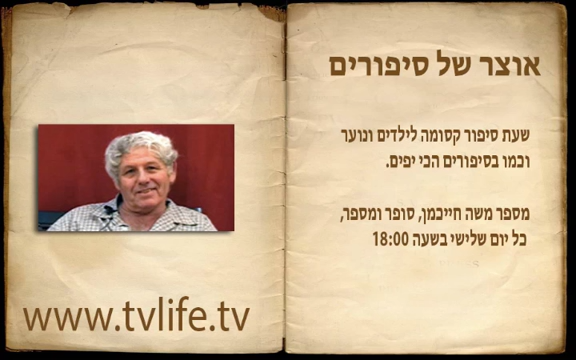 אוצר של סיפורים
שעת סיפור קסומה לילדים ונוער
וכמו בסיפורים הכי יפים.
מספר משה חייכמן, סופר ומספר,
כל יום שלישי בשעה 18:00
www.tvlife.tv